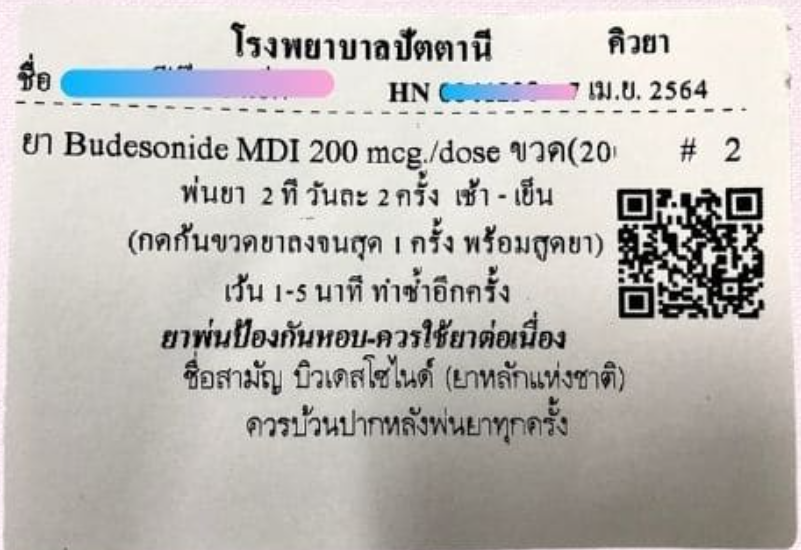 โรงพยาบาลปัตตานี คิวยา
ชื่อ HN 7 เม.ย. 2564
ยา Budesonide MDI 200 mcg./dose ขวด(20 # 2
พ่นยา 2 ที วันละ 2 ครั้ง เช้า - เย็น
(กดก้นขวดยาลงจนสุด 1 ครั้ง พร้อมสูดยา)
เว้น 1-5 นาที ทำซ้ำอีกครั้ง
ยาพ่นป้องกันหอบ-ควรใช้ยาต่อเนื่อง
ชื่อสามัญ บิวเดสโซไนด์ (ยาหลักแห่งชาติ)
ควรบ้วนปากหลังพ่นยาทุกครั้ง